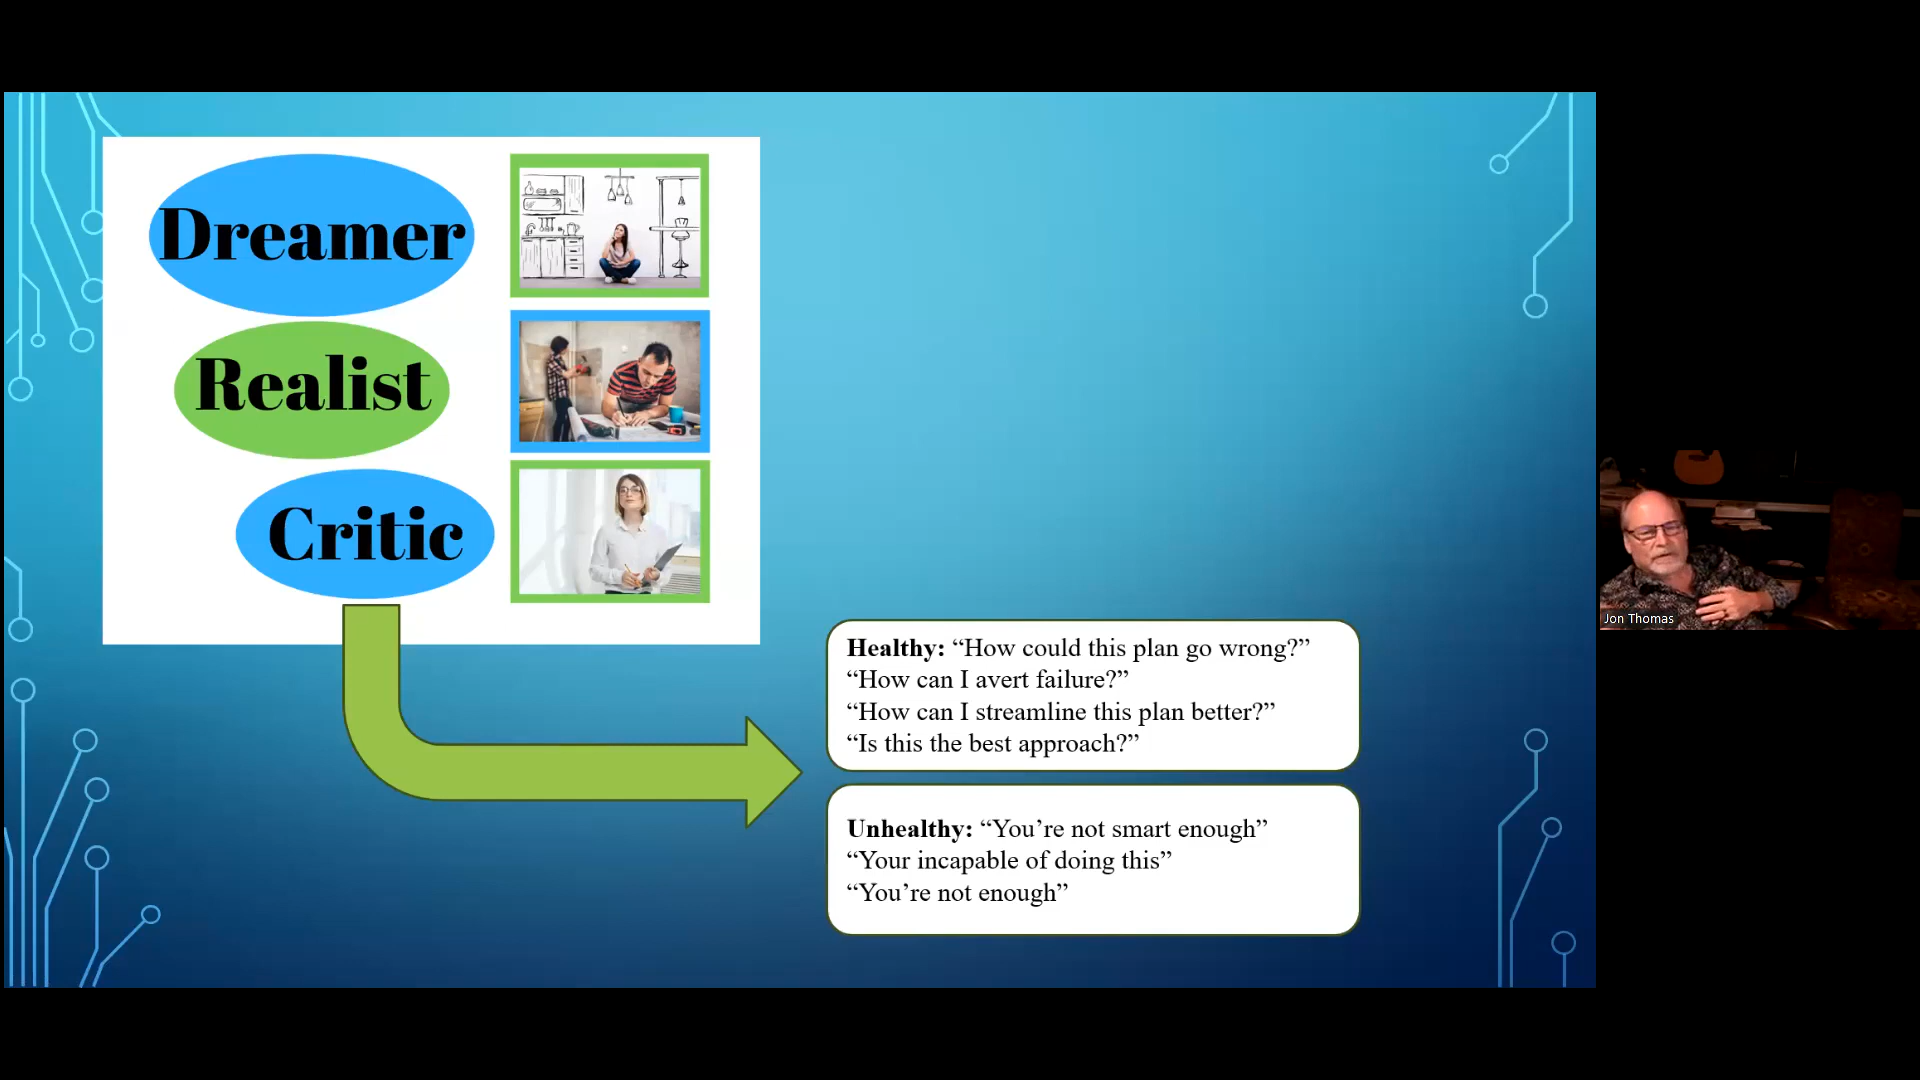 Dreamer
Realist
Critic
Healthy: “How could this plan go wrong?”
“How can I avert failure?”
“How can I streamline this plan better?”
“Is this the best approach?”
Unhealthy: “You’re not smart enough”
“Your incapable of doing this”
“You’re not enough”
Jon Thomas